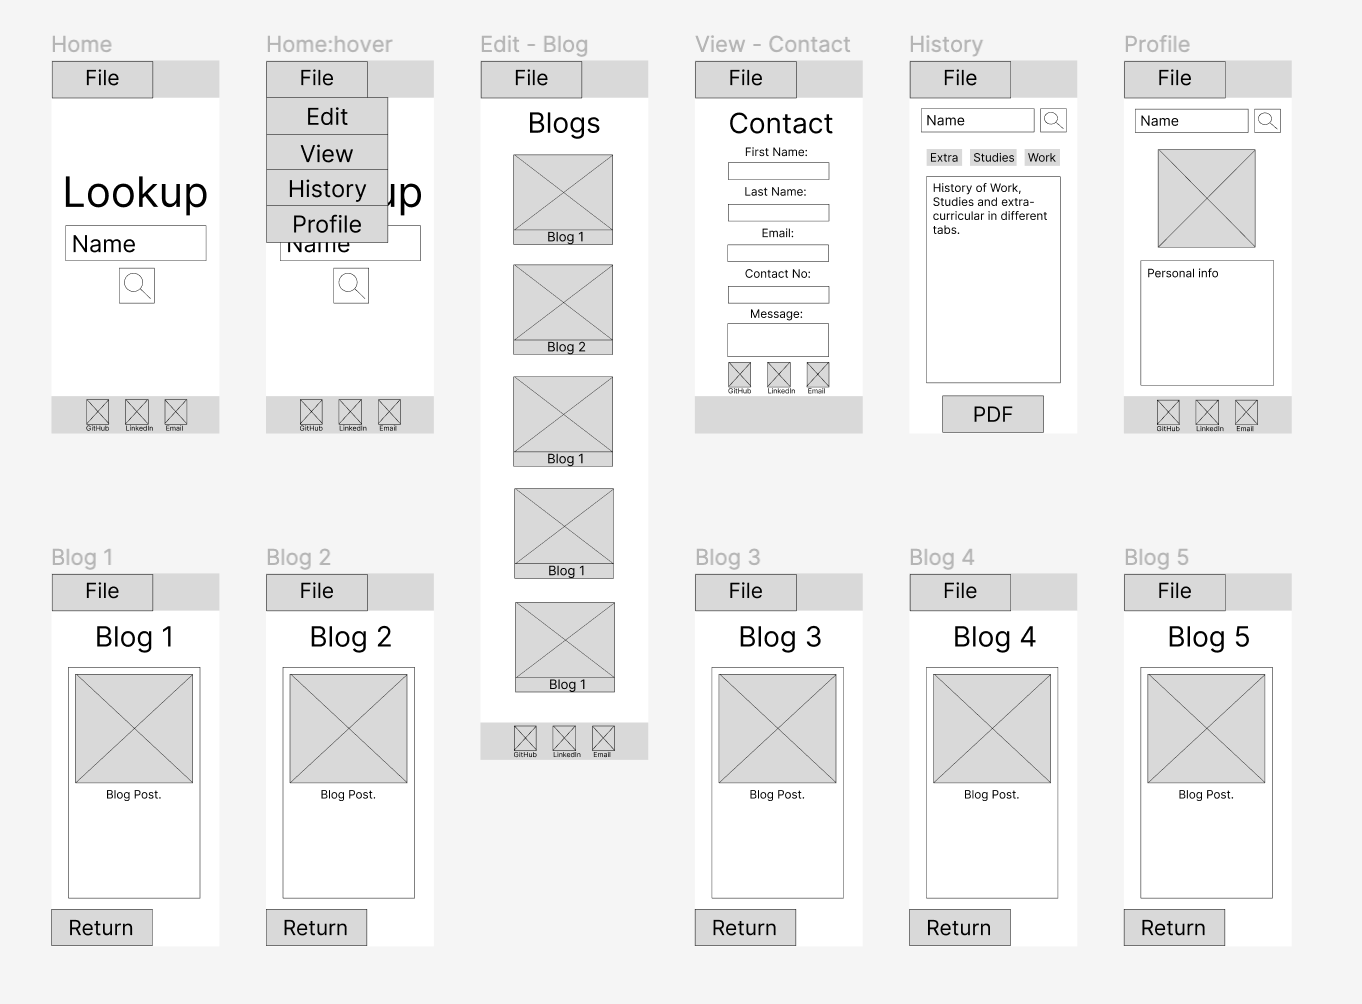 Home
File
Lookup
Name
GitHub LinkedIn Email
Home:hover
File
Edit
View
History
Profile
up
Name
GitHub LinkedIn Email
Edit - Blog
File
Blogs
Blog 1
Blog 2
Blog 1
Blog 1
Blog 1
GitHub LinkedIn Email
View - Contact
File
Contact
First Name:
Last Name:
Email:
Contact No:
Message:
GitHub LinkedIn Email
History
File
Name
Extra Studies Work
History of Work,
Studies and extra-
curricular in different
tabs.
PDF
Profile
File
Name
Personal info
GitHub LinkedIn Email
Blog 1
File
Blog 1
Blog Post.
Return
Blog 2
File
Blog 2
Blog Post.
Return
Blog 3
File
Blog 3
Blog Post.
Return
Blog 4
File
Blog 4
Blog Post.
Return
Blog 5
File
Blog 5
Blog Post.
Return